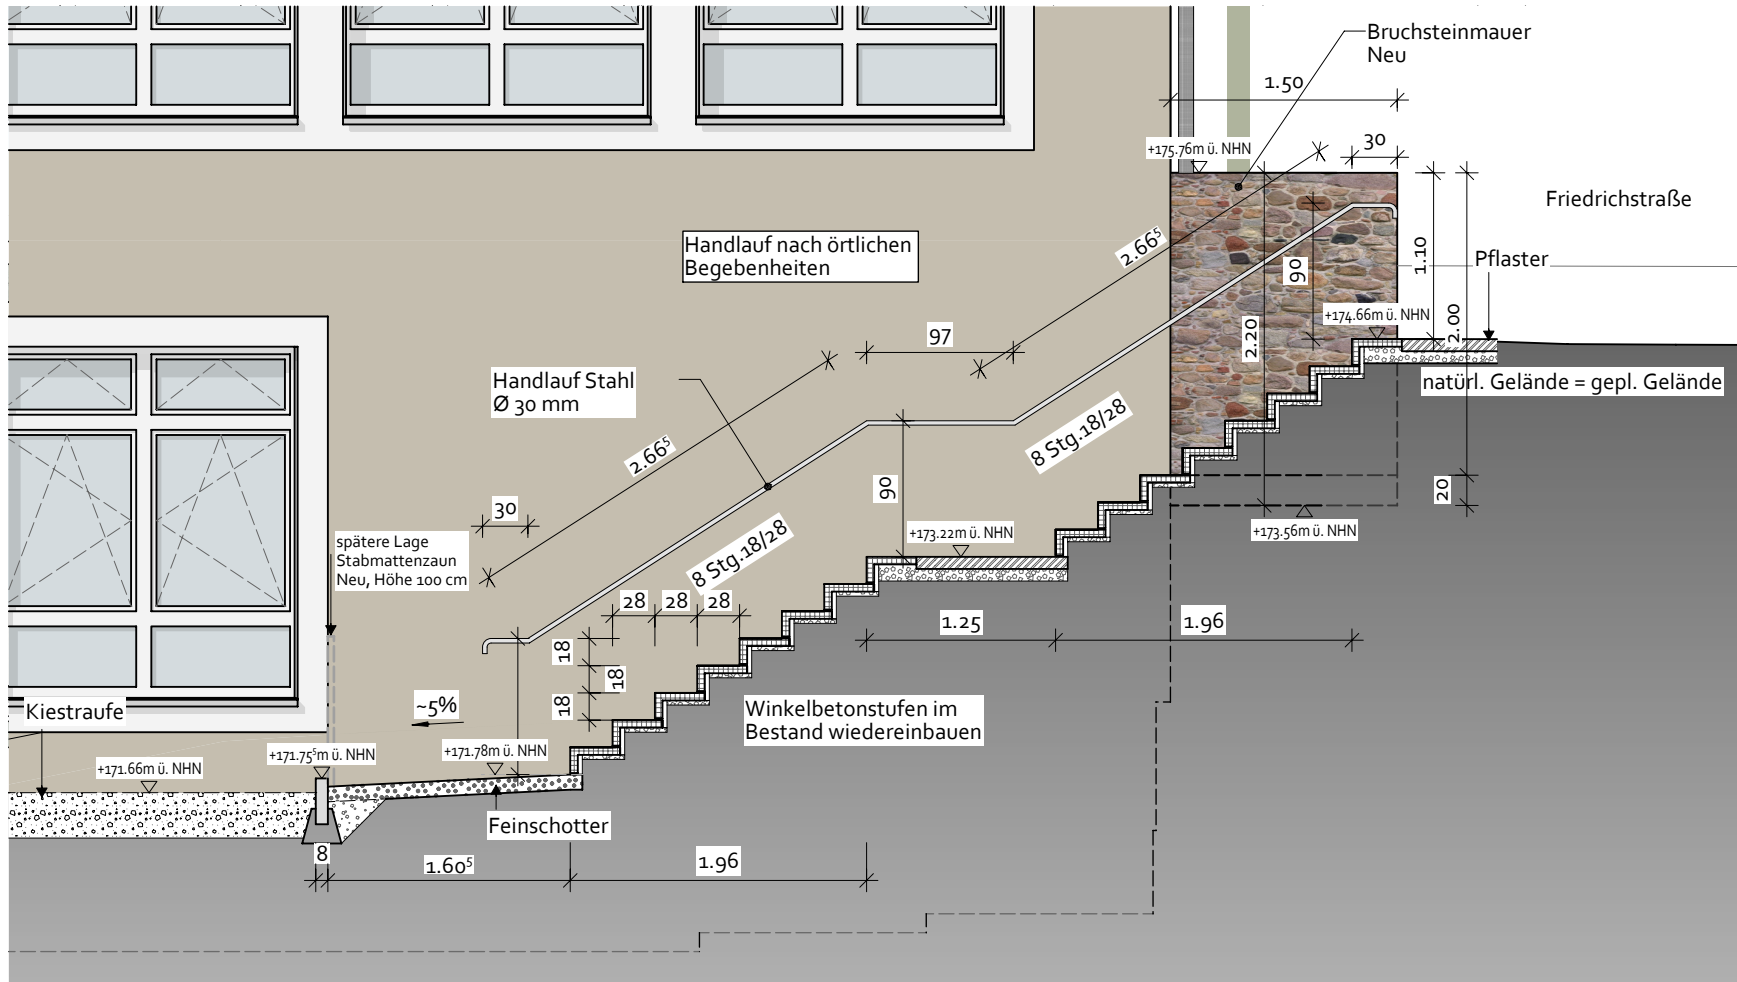 Bruchsteinmauer
Neu
1.50
+175.76m ü. NHN
30
Friedrichstraße
Handlauf nach örtlichen
Begebenheiten
2.66⁵
1.10
Pflaster
90
+174.66m ü. NHN
2.20
2.00
97
natürl. Gelände = gepl. Gelände
Handlauf Stahl
Ø 30 mm
8 Stg.18/28
2.66⁵
90
20
30
+173.22m ü. NHN
+173.56m ü. NHN
spätere Lage
Stabmattenzaun
Neu, Höhe 100 cm
8 Stg.18/28
28
28
28
1.25
1.96
18
18
18
~5%
Kiestraufe
Winkelbetonstufen im
Bestand wiedereinbauen
+171.66m ü. NHN
+171.75⁵m ü. NHN
+171.78m ü. NHN
Feinschotter
8
1.60⁵
1.96